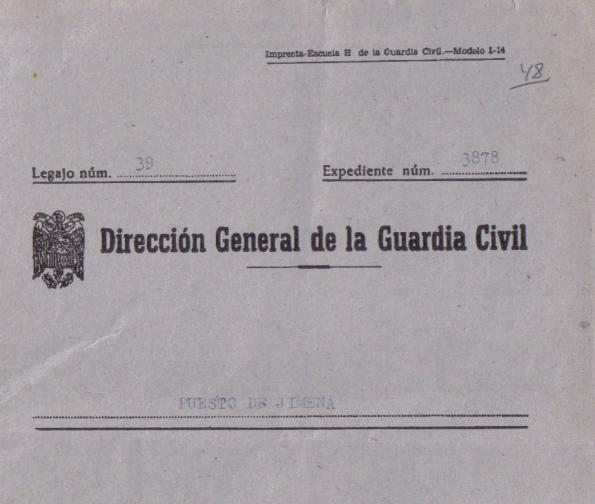 Imprenta-Escuela H de la Guardia Civil.—Modelo I-14
48
Legajo núm. 39
Expediente núm. 3878
Dirección General de la Guardia Civil
PUESTO DE JIMENA